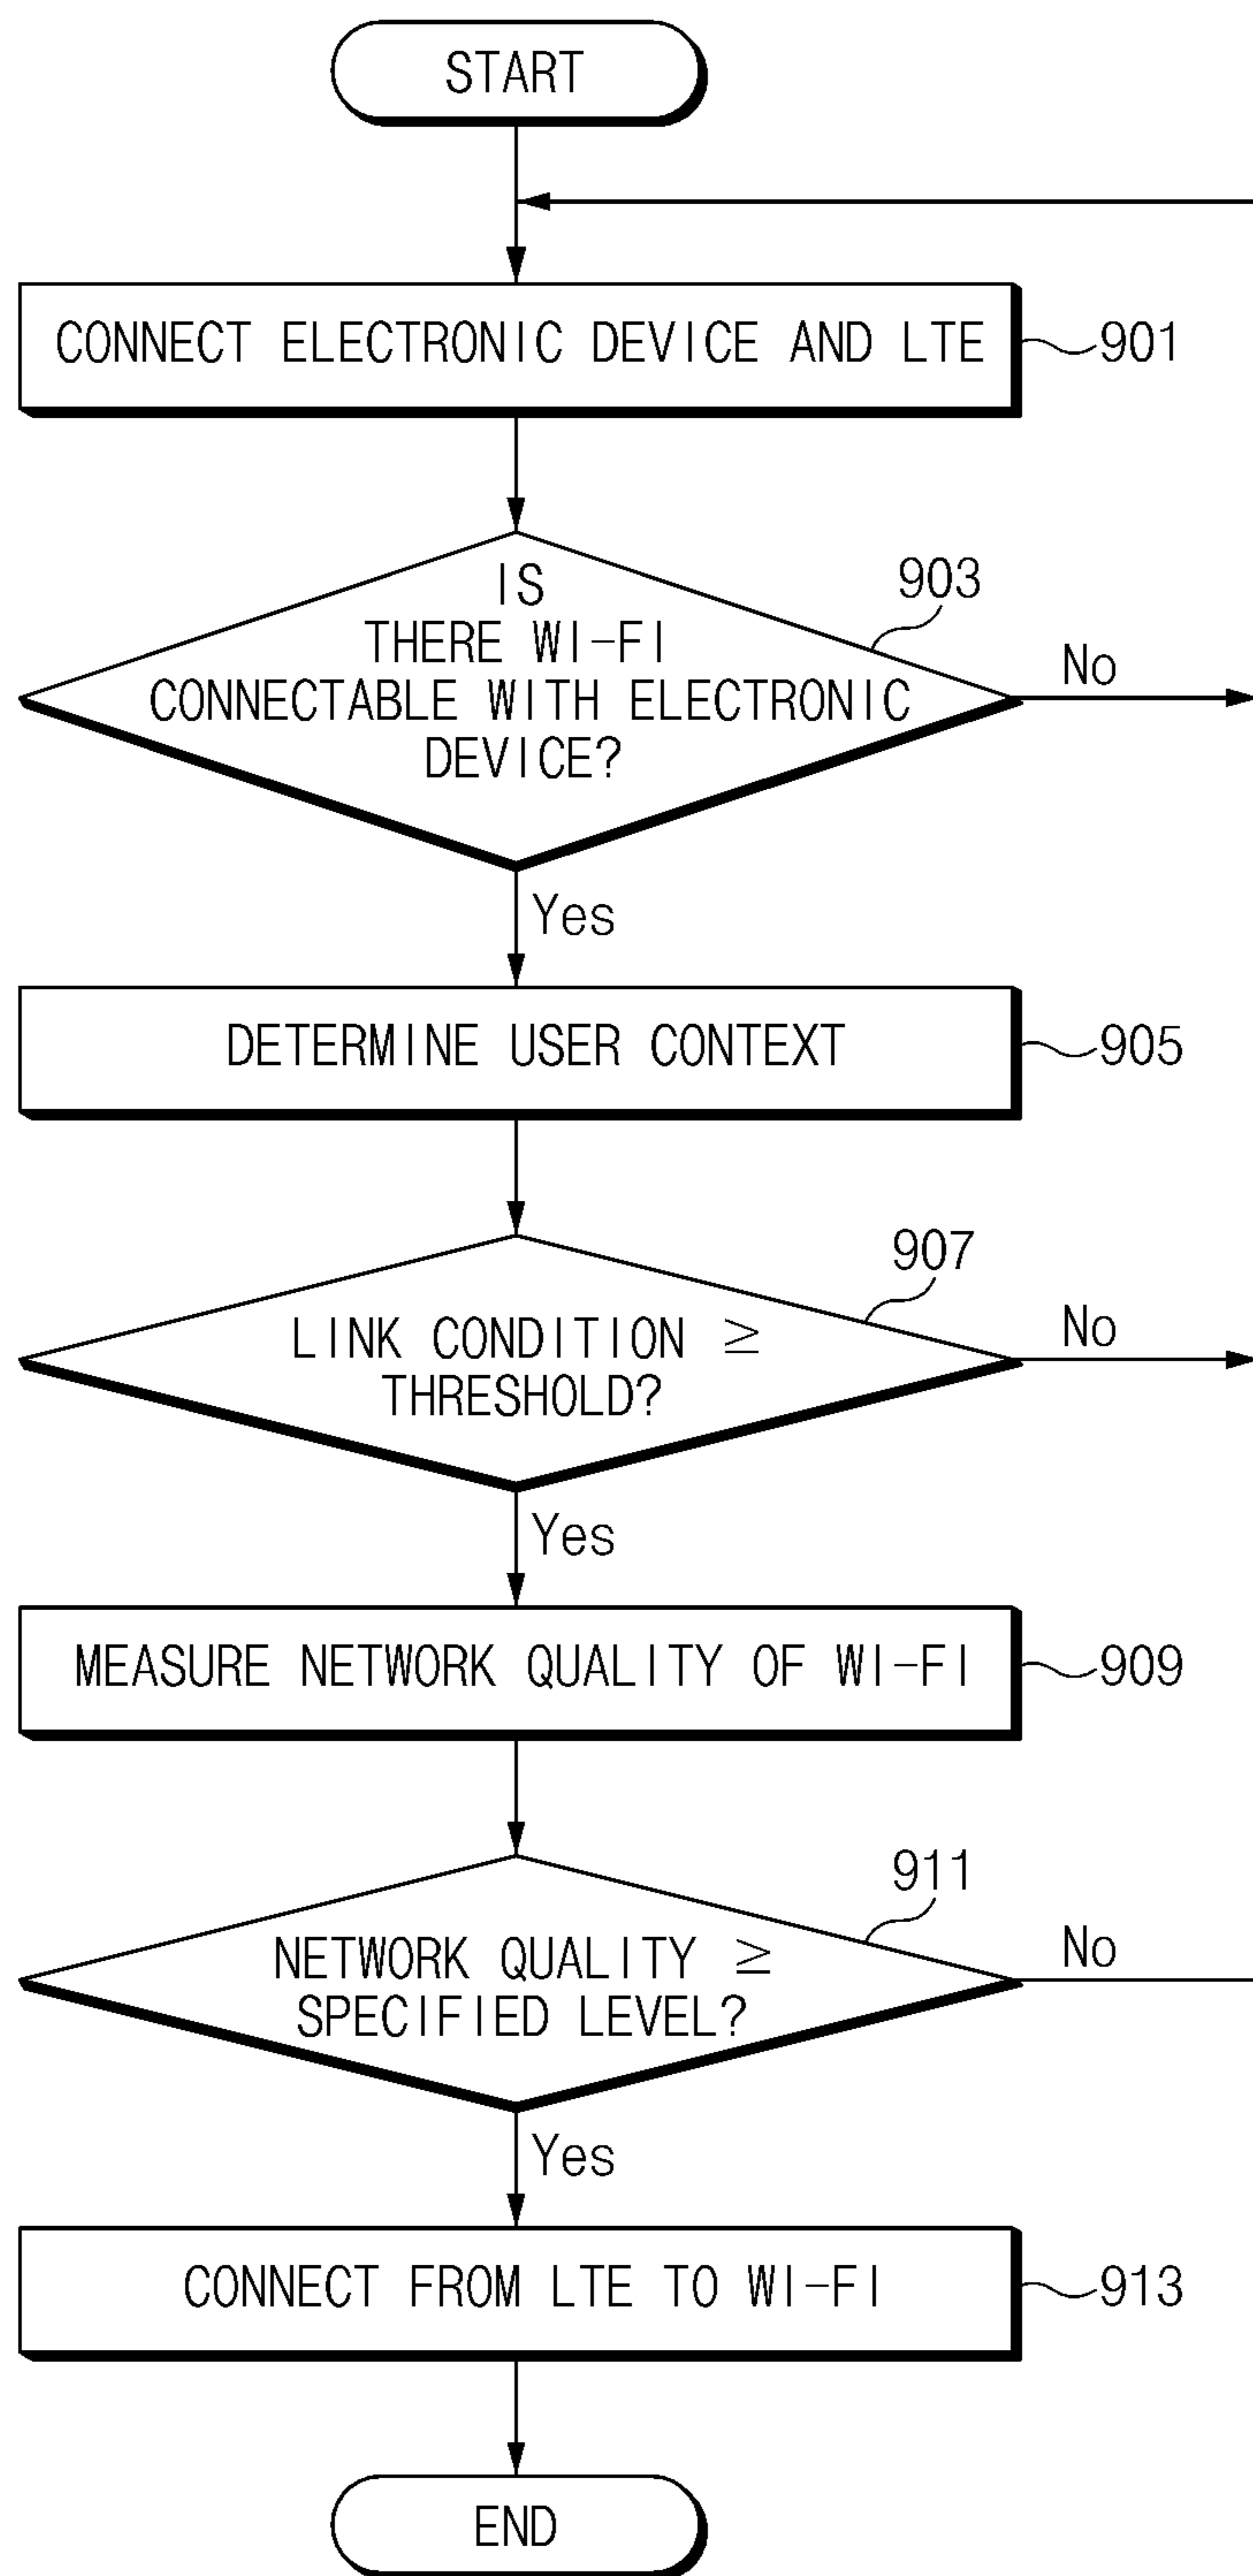 START
CONNECT ELECTRONIC DEVICE AND LTE
901
IS
THERE WI-FI
CONNECTABLE WITH ELECTRONIC
DEVICE?
903
No
Yes
DETERMINE USER CONTEXT
905
LINK CONDITION ≥
THRESHOLD?
907
No
Yes
MEASURE NETWORK QUALITY OF WI-FI
909
NETWORK QUALITY ≥
SPECIFIED LEVEL?
911
No
Yes
CONNECT FROM LTE TO WI-FI
913
END